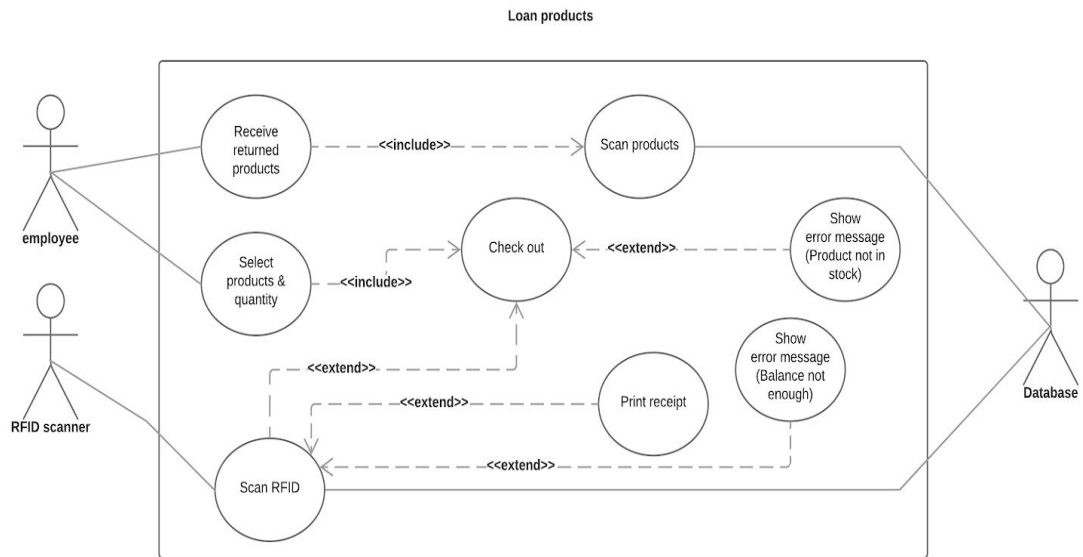 Loan products
Receive
returned
products
<<include>>
Scan products
employee
Select
products &
quantity
<<include>>
Check out
<<extend>>
Show
error message
(Product not in
stock)
RFID scanner
<<extend>>
<<extend>>
Print receipt
Show
error message
(Balance not
enough)
Database
<<extend>>
Scan RFID